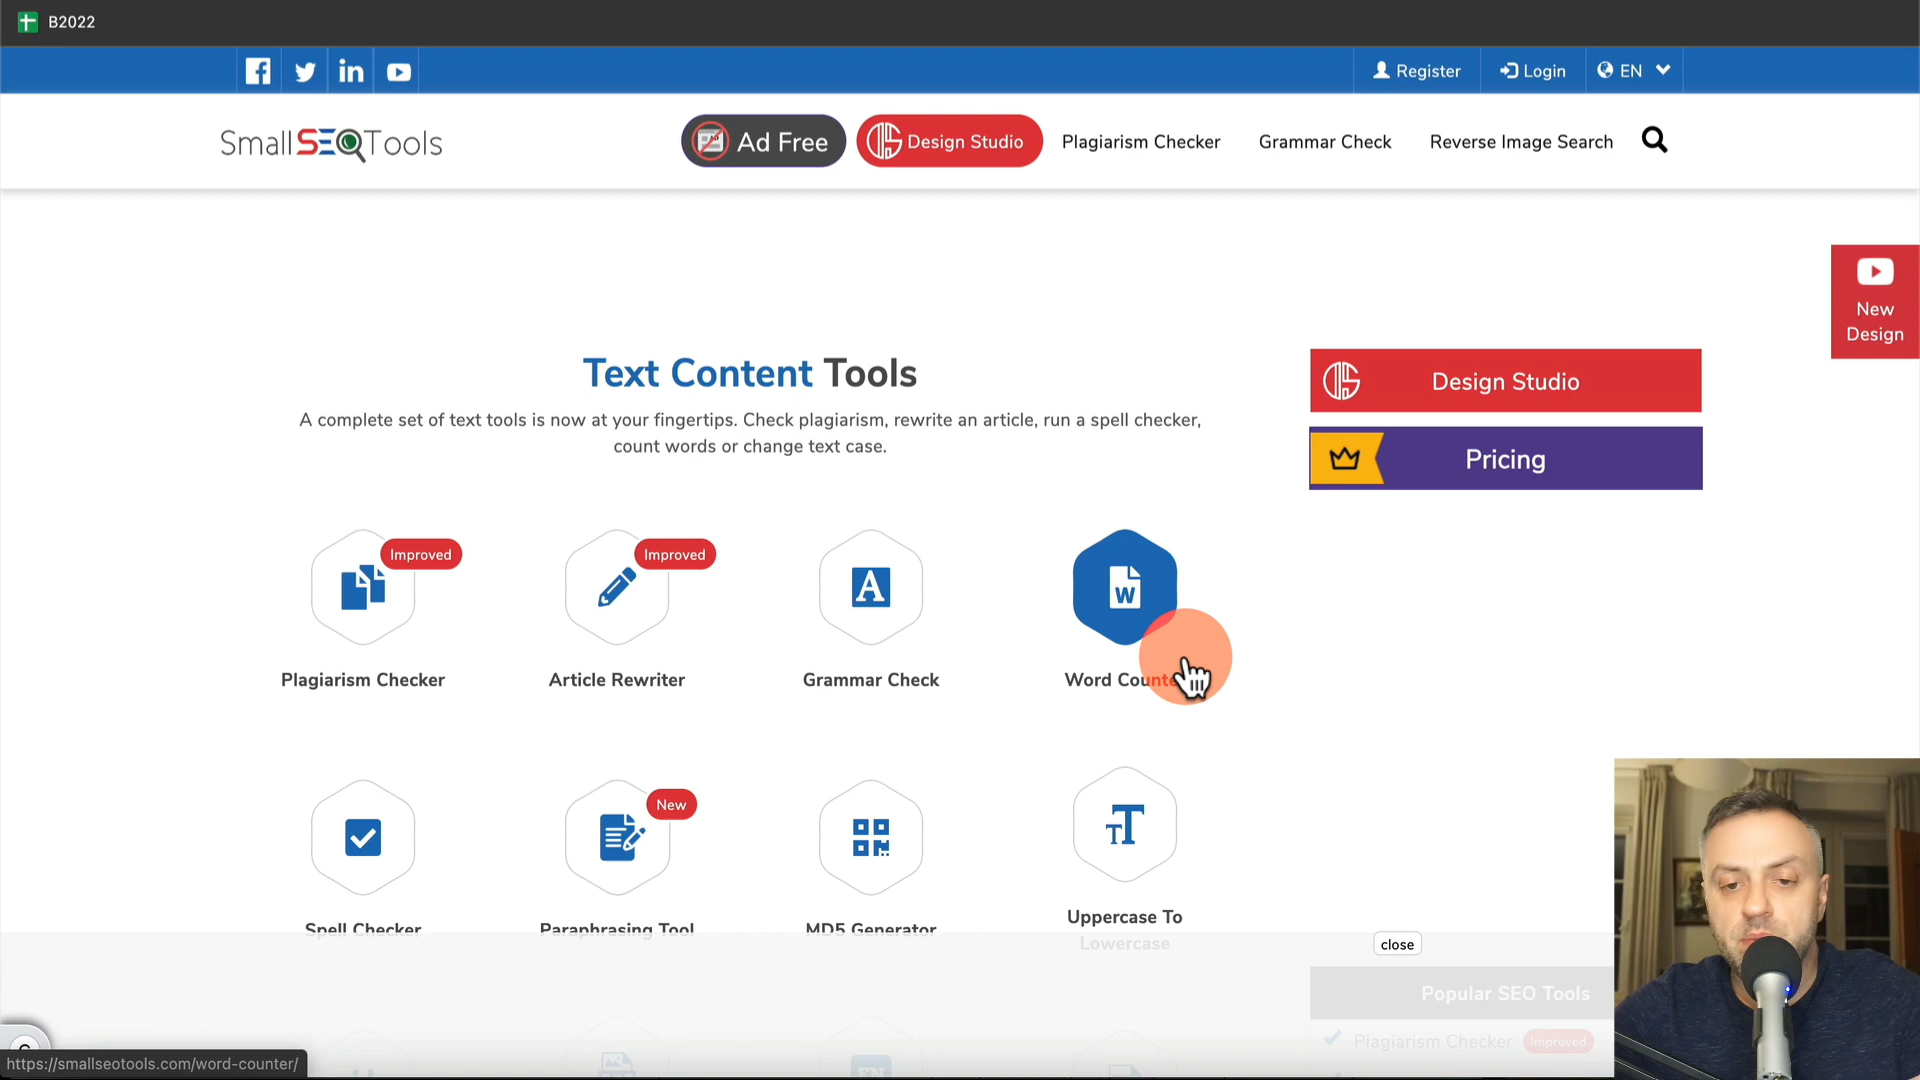 B2022
Register
Login
EN
SmallSEOTools
Ad Free
Design Studio
Plagiarism Checker
Grammar Check
Reverse Image Search
New
Design
Text Content Tools
A complete set of text tools is now at your fingertips. Check plagiarism, rewrite an article, run a spell checker,
count words or change text case.
Design Studio
Pricing
Improved
Improved
W
Plagiarism Checker
Article Rewriter
Grammar Check
Word Counte
New
Spell Checker
Paraphrasing Tool
MD5 Generator
Uppercase To
Lowercase
close
Popular SEO Tools
Plagiarism Checker
Improved
https://smallseotools.com/word-counter/